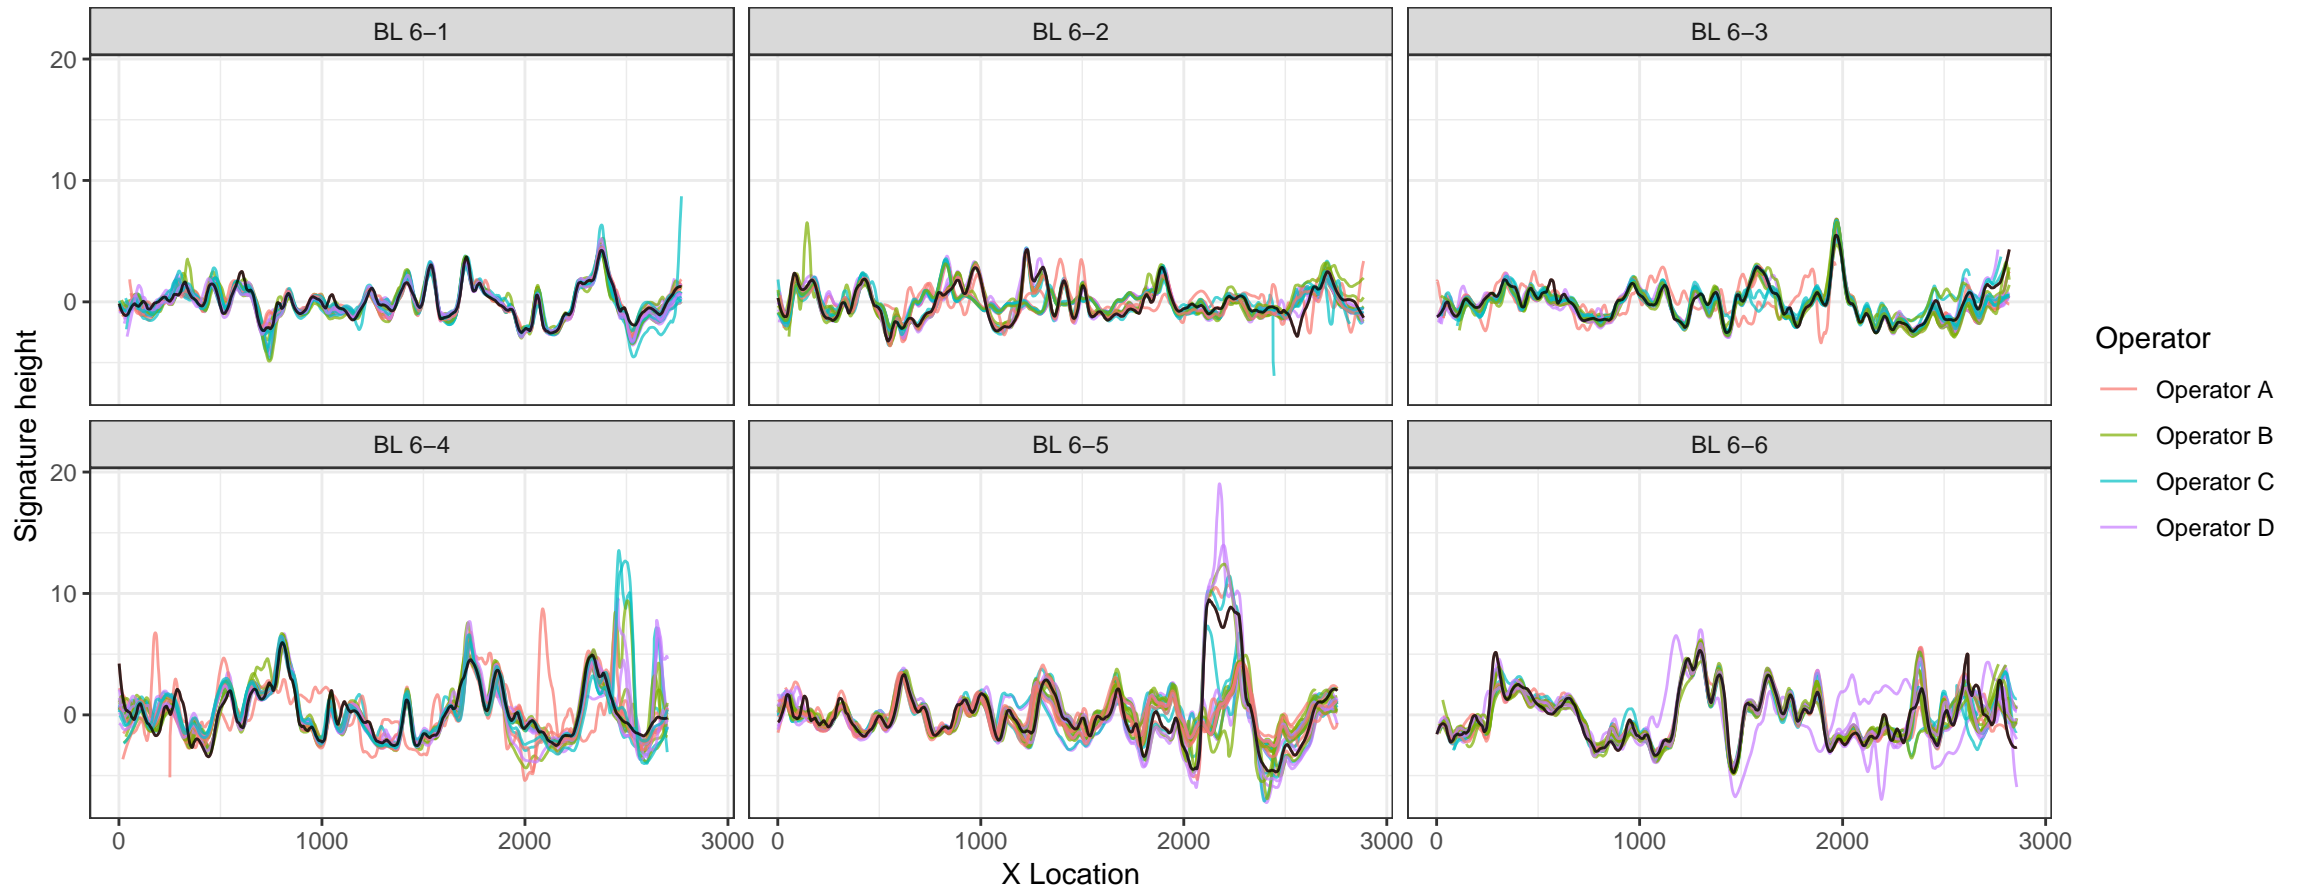 BL 6−1
BL 6−2
BL 6−3
20
10
0
BL 6−4
BL 6−5
BL 6−6
20
10
0
0
1000
2000
3000
0
1000
2000
3000
0
1000
2000
3000
X Location
Signature height
Operator
Operator A
Operator B
Operator C
Operator D